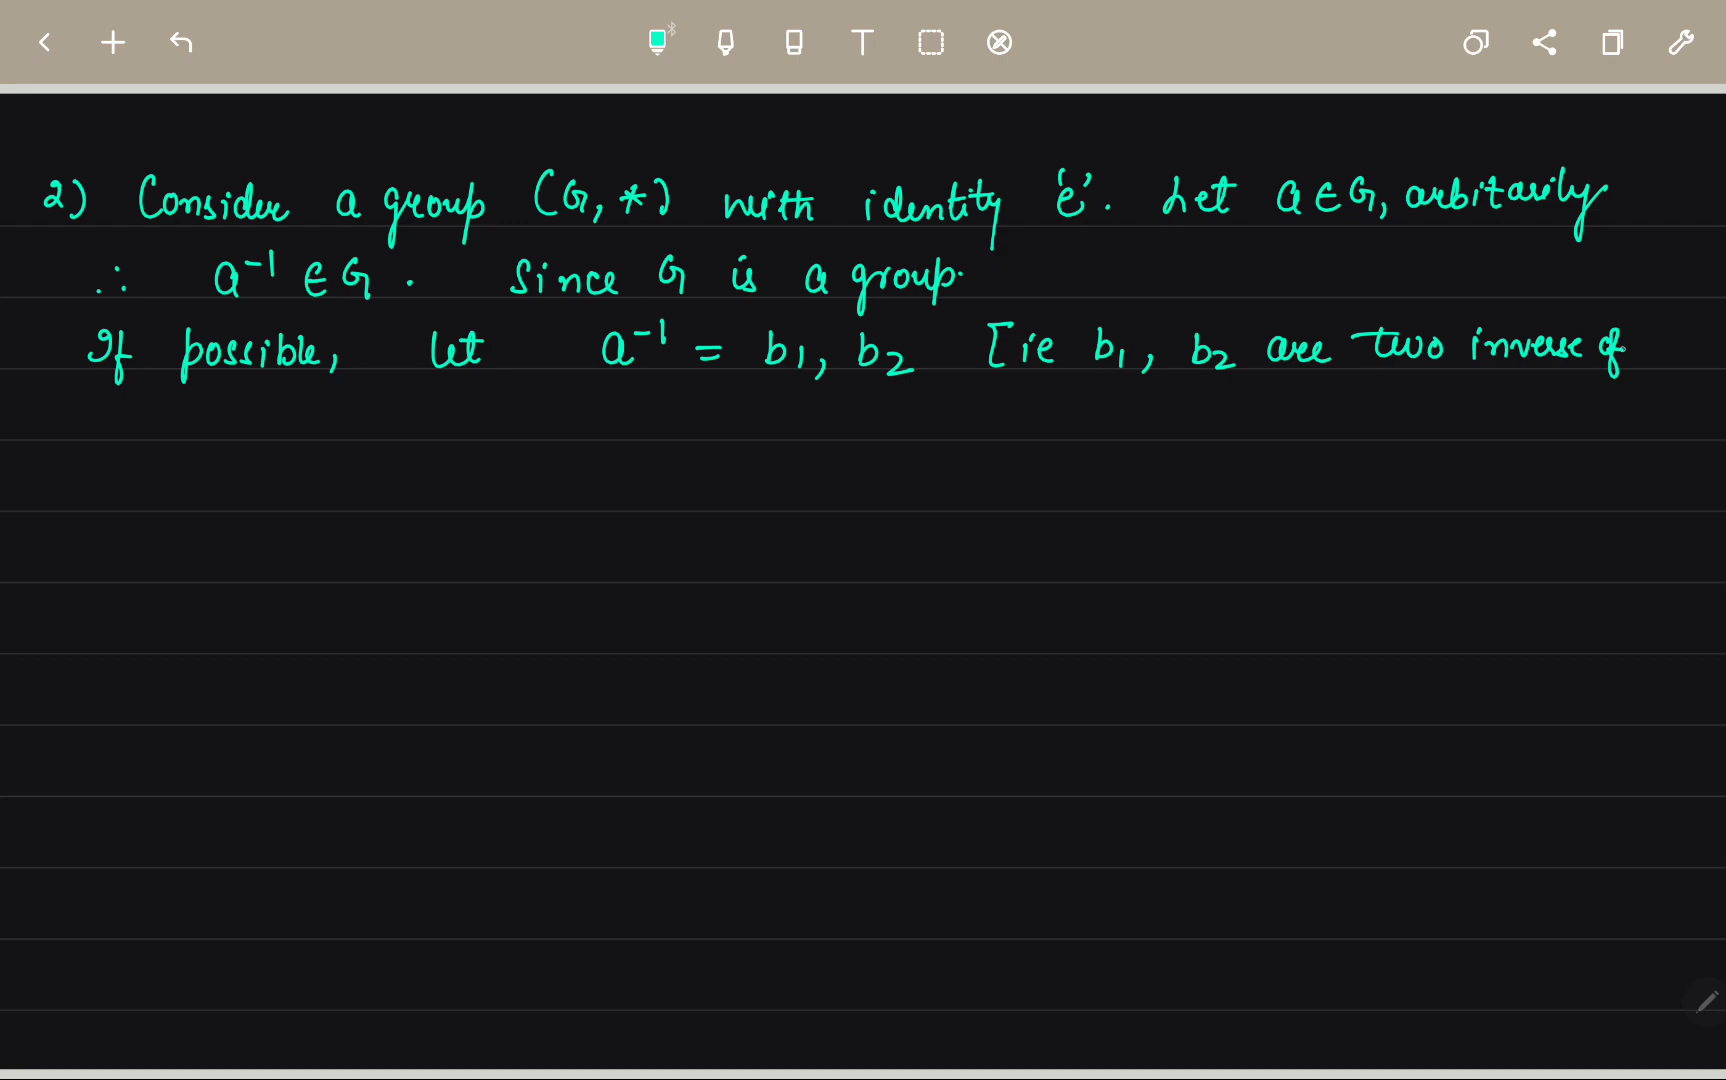 2) Consider a group (G, *) with identity 'e'. Let a ∈ G, arbitarily
∴ a⁻¹ ∈ G. Since G is a group.
If possible, let a⁻¹ = b₁, b₂ [ie b₁, b₂ are two inverse of